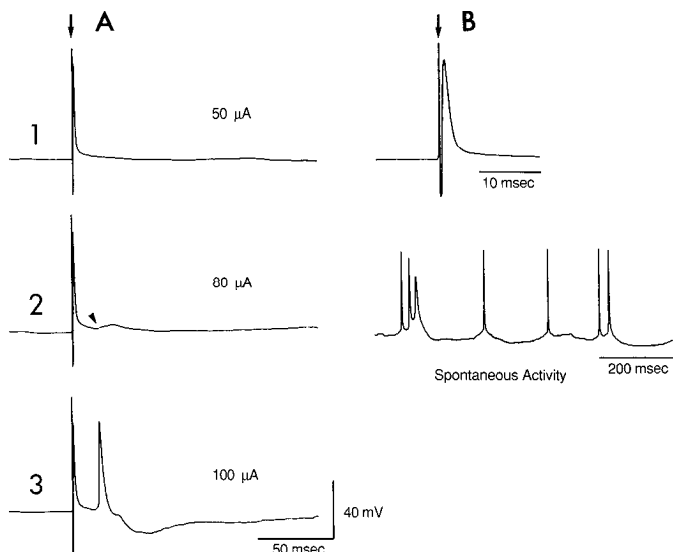 A
B
1
50 μA
10 msec
2
80 μA
200 msec
Spontaneous Activity
3
100 μA
40 mV
50 msec